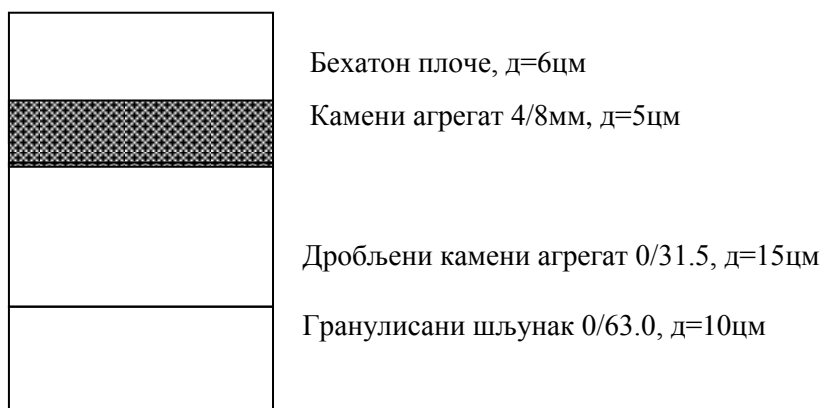 Бехатон плоче, д=6цм
Камени агрегат 4/8мм, д=5цм
Дробљени камени агрегат 0/31.5, д=15цм
Гранулисани шљунак 0/63.0, д=10цм